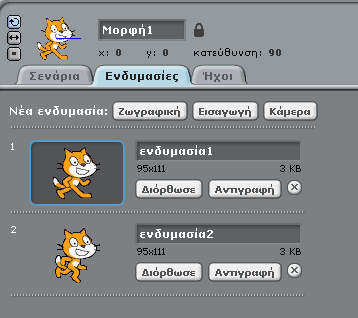 Μορφή1
x: 0 y: 0 κατεύθυνση: 90
Σενάρια Ενδυμασίες Ήχοι
Νέα ενδυμασία: Ζωγραφική Εισαγωγή Κάμερα
1 ενδυμασία1
95x111 3 KB
Διόρθωσε Αντιγραφή
2 ενδυμασία2
95x111 3 KB
Διόρθωσε Αντιγραφή